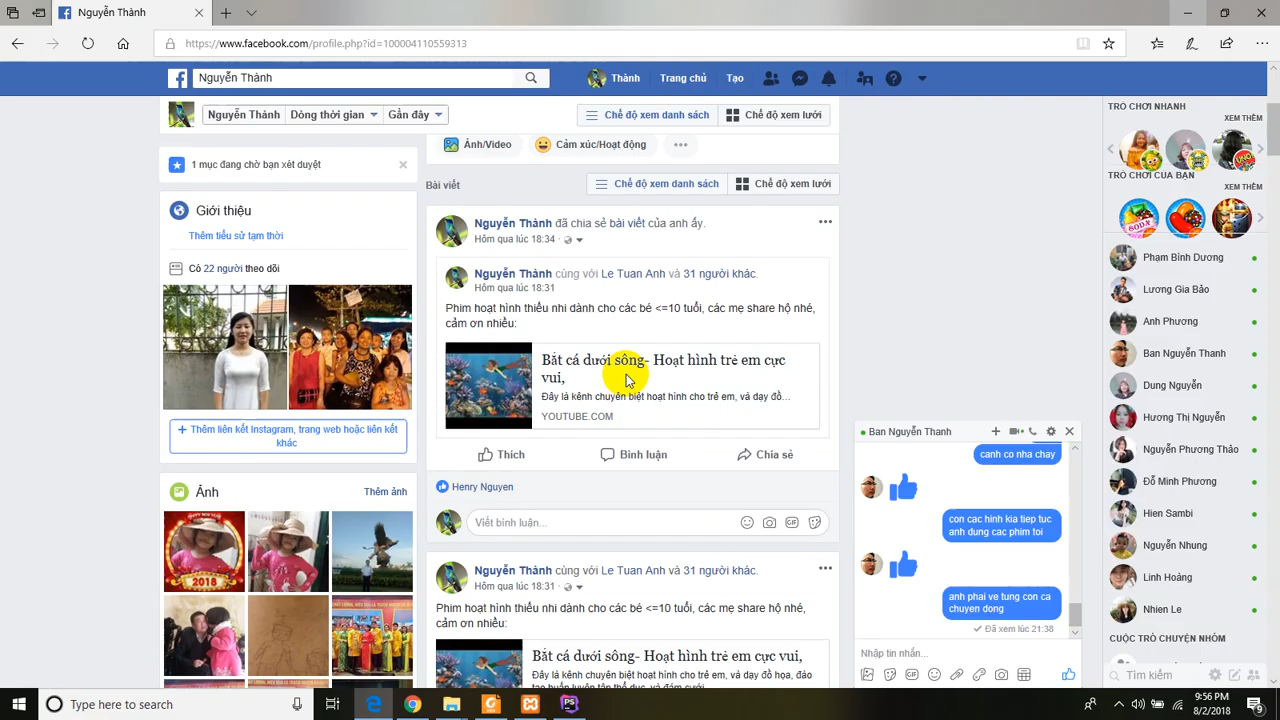 Nguyễn Thành
https://www.facebook.com/profile.php?id=100004110559313
Nguyễn Thành
Thành
Trang chủ
Tạo
Nguyễn Thành
Dòng thời gian
Gần đây
Chế độ xem danh sách
Chế độ xem lưới
1 mục đang chờ bạn xét duyệt
Giới thiệu
Thêm tiểu sử tạm thời
Có 22 người theo dõi
+ Thêm liên kết Instagram, trang web hoặc liên kết
khác
Ảnh
Thêm ảnh
2018
Ảnh/Video
Cảm xúc/Hoạt động
Bài viết
Chế độ xem danh sách
Chế độ xem lưới
Nguyễn Thành đã chia sẻ bài viết của anh ấy.
Hôm qua lúc 18:34
Nguyễn Thành cùng với Le Tuan Anh và 31 người khác.
Hôm qua lúc 18:31
Phim hoạt hình thiếu nhi dành cho các bé <=10 tuổi, các mẹ share hộ nhé,
cảm ơn nhiều:
Bắt cá dưới sông- Hoạt hình trẻ em cực
vui,
Đây là kênh chuyên biệt hoạt hình cho trẻ em, và dạy đồ...
YOUTUBE.COM
Thích
Bình luận
Chia sẻ
Henry Nguyen
Viết bình luận...
GIF
Nguyễn Thành cùng với Le Tuan Anh và 31 người khác.
Hôm qua lúc 18:31
Phim hoạt hình thiếu nhi dành cho các bé <=10 tuổi, các mẹ share hộ nhé,
cảm ơn nhiều:
Bắt cá dưới sông- Hoạt hình trẻ em cực vui,
Đây là kênh chuyên biệt hoạt hình cho trẻ em, và dạy đồ họa, đáo
Ban Nguyễn Thanh
canh co nha chay
con cac hinh kia tiep tuc
anh dung cac phim toi
anh phai ve tung con ca
chuyen dong
Đã xem lúc 21:38
Nhập tin nhắn...
GIF
TRÒ CHƠI NHANH
XEM THÊM
TRÒ CHƠI CỦA BẠN
XEM THÊM
SODA
Phạm Bình Dương
Lương Gia Bảo
Anh Phương
Ban Nguyễn Thanh
Dung Nguyễn
Hương Thị Nguyễn
Nguyễn Phương Thảo
Đỗ Minh Phương
Hien Sambi
Nguyễn Nhung
Linh Hoàng
Nhien Le
CUỘC TRÒ CHUYỆN NHÓM
Tìm kiếm
Type here to search
9:56 PM
8/2/2018